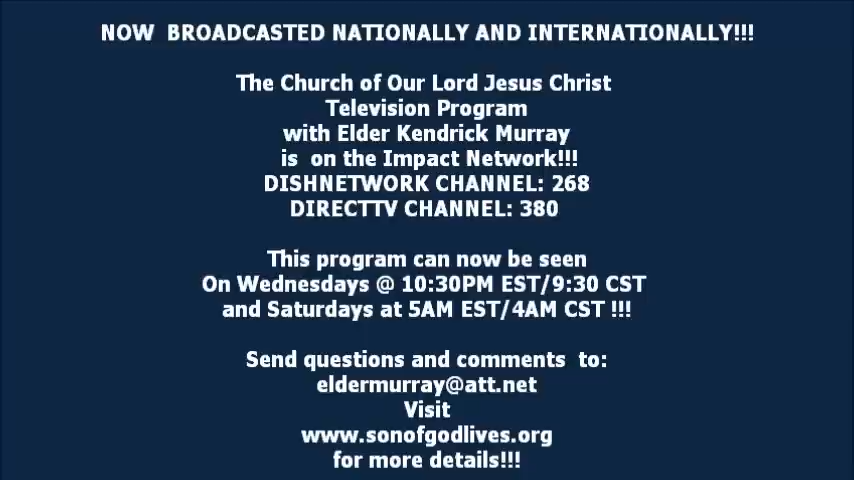 NOW  BROADCASTED NATIONALLY AND INTERNATIONALLY!!!
The Church of Our Lord Jesus Christ
Television Program
with Elder Kendrick Murray
is  on the Impact Network!!!
DISHNETWORK CHANNEL: 268
DIRECTTV CHANNEL: 380
This program can now be seen
On Wednesdays @ 10:30PM EST/9:30 CST
and Saturdays at 5AM EST/4AM CST !!!
Send questions and comments  to:
eldermurray@att.net
Visit
www.sonofgodlives.org
for more details!!!